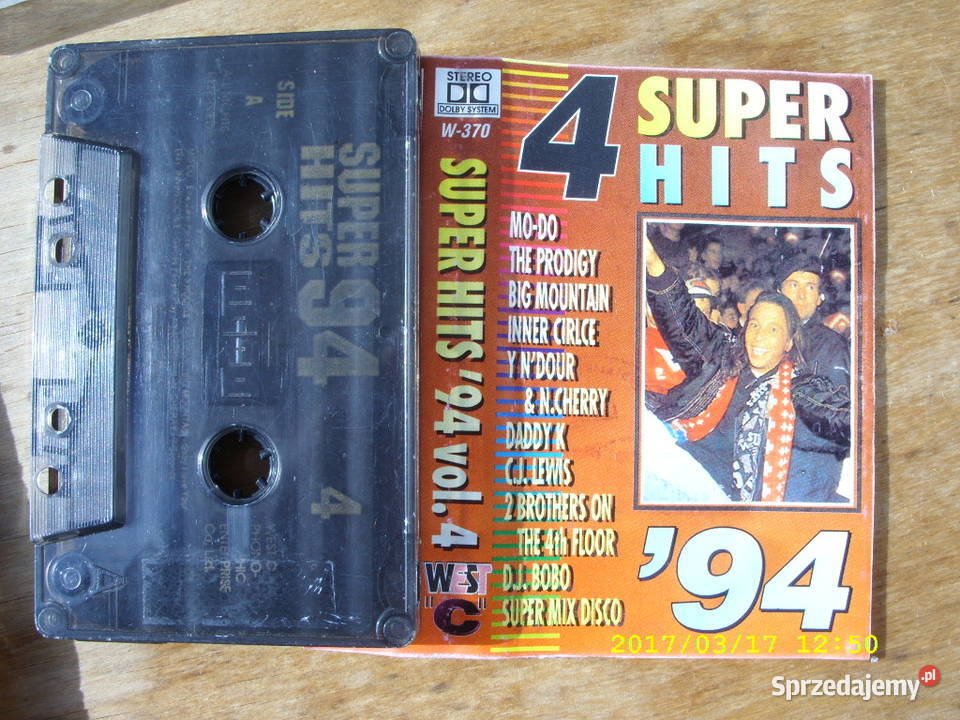 SIDE
A
SUPER
HITS
94
4
WEST C
PHONO-
STEREO
DOLBY SYSTEM
W-370
SUPER HITS '94 vol. 4
WEST
"C"
4
SUPER
HITS
MO-DO
THE PRODIGY
BIG MOUNTAIN
INNER CIRLCE
Y N'DOUR
& N.CHERRY
DADDY K
C.J. LEWIS
2 BROTHERS ON
THE 4th FLOOR
D.J. BOBO
SUPER MIX DISCO
'94
2017/03/17 12:50
Sprzedajemy.pl